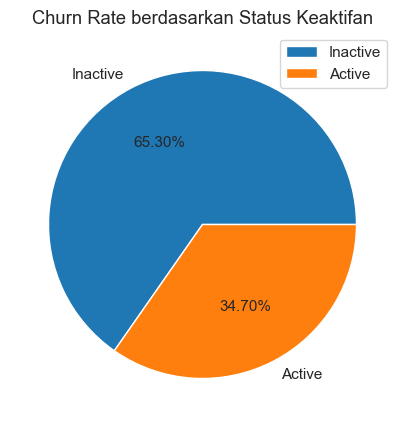 Churn Rate berdasarkan Status Keaktifan
Inactive
Active
Inactive
65.30%
34.70%
Active